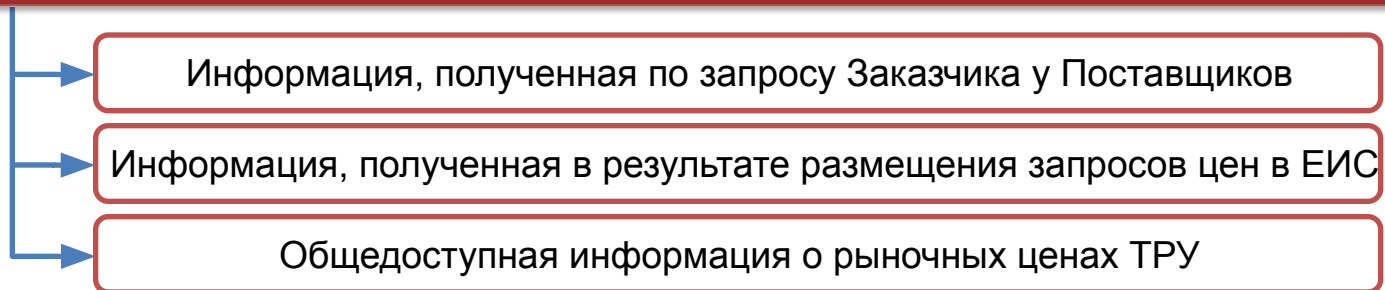 Информация, полученная по запросу Заказчика у Поставщиков
Информация, полученная в результате размещения запросов цен в ЕИС
Общедоступная информация о рыночных ценах ТРУ